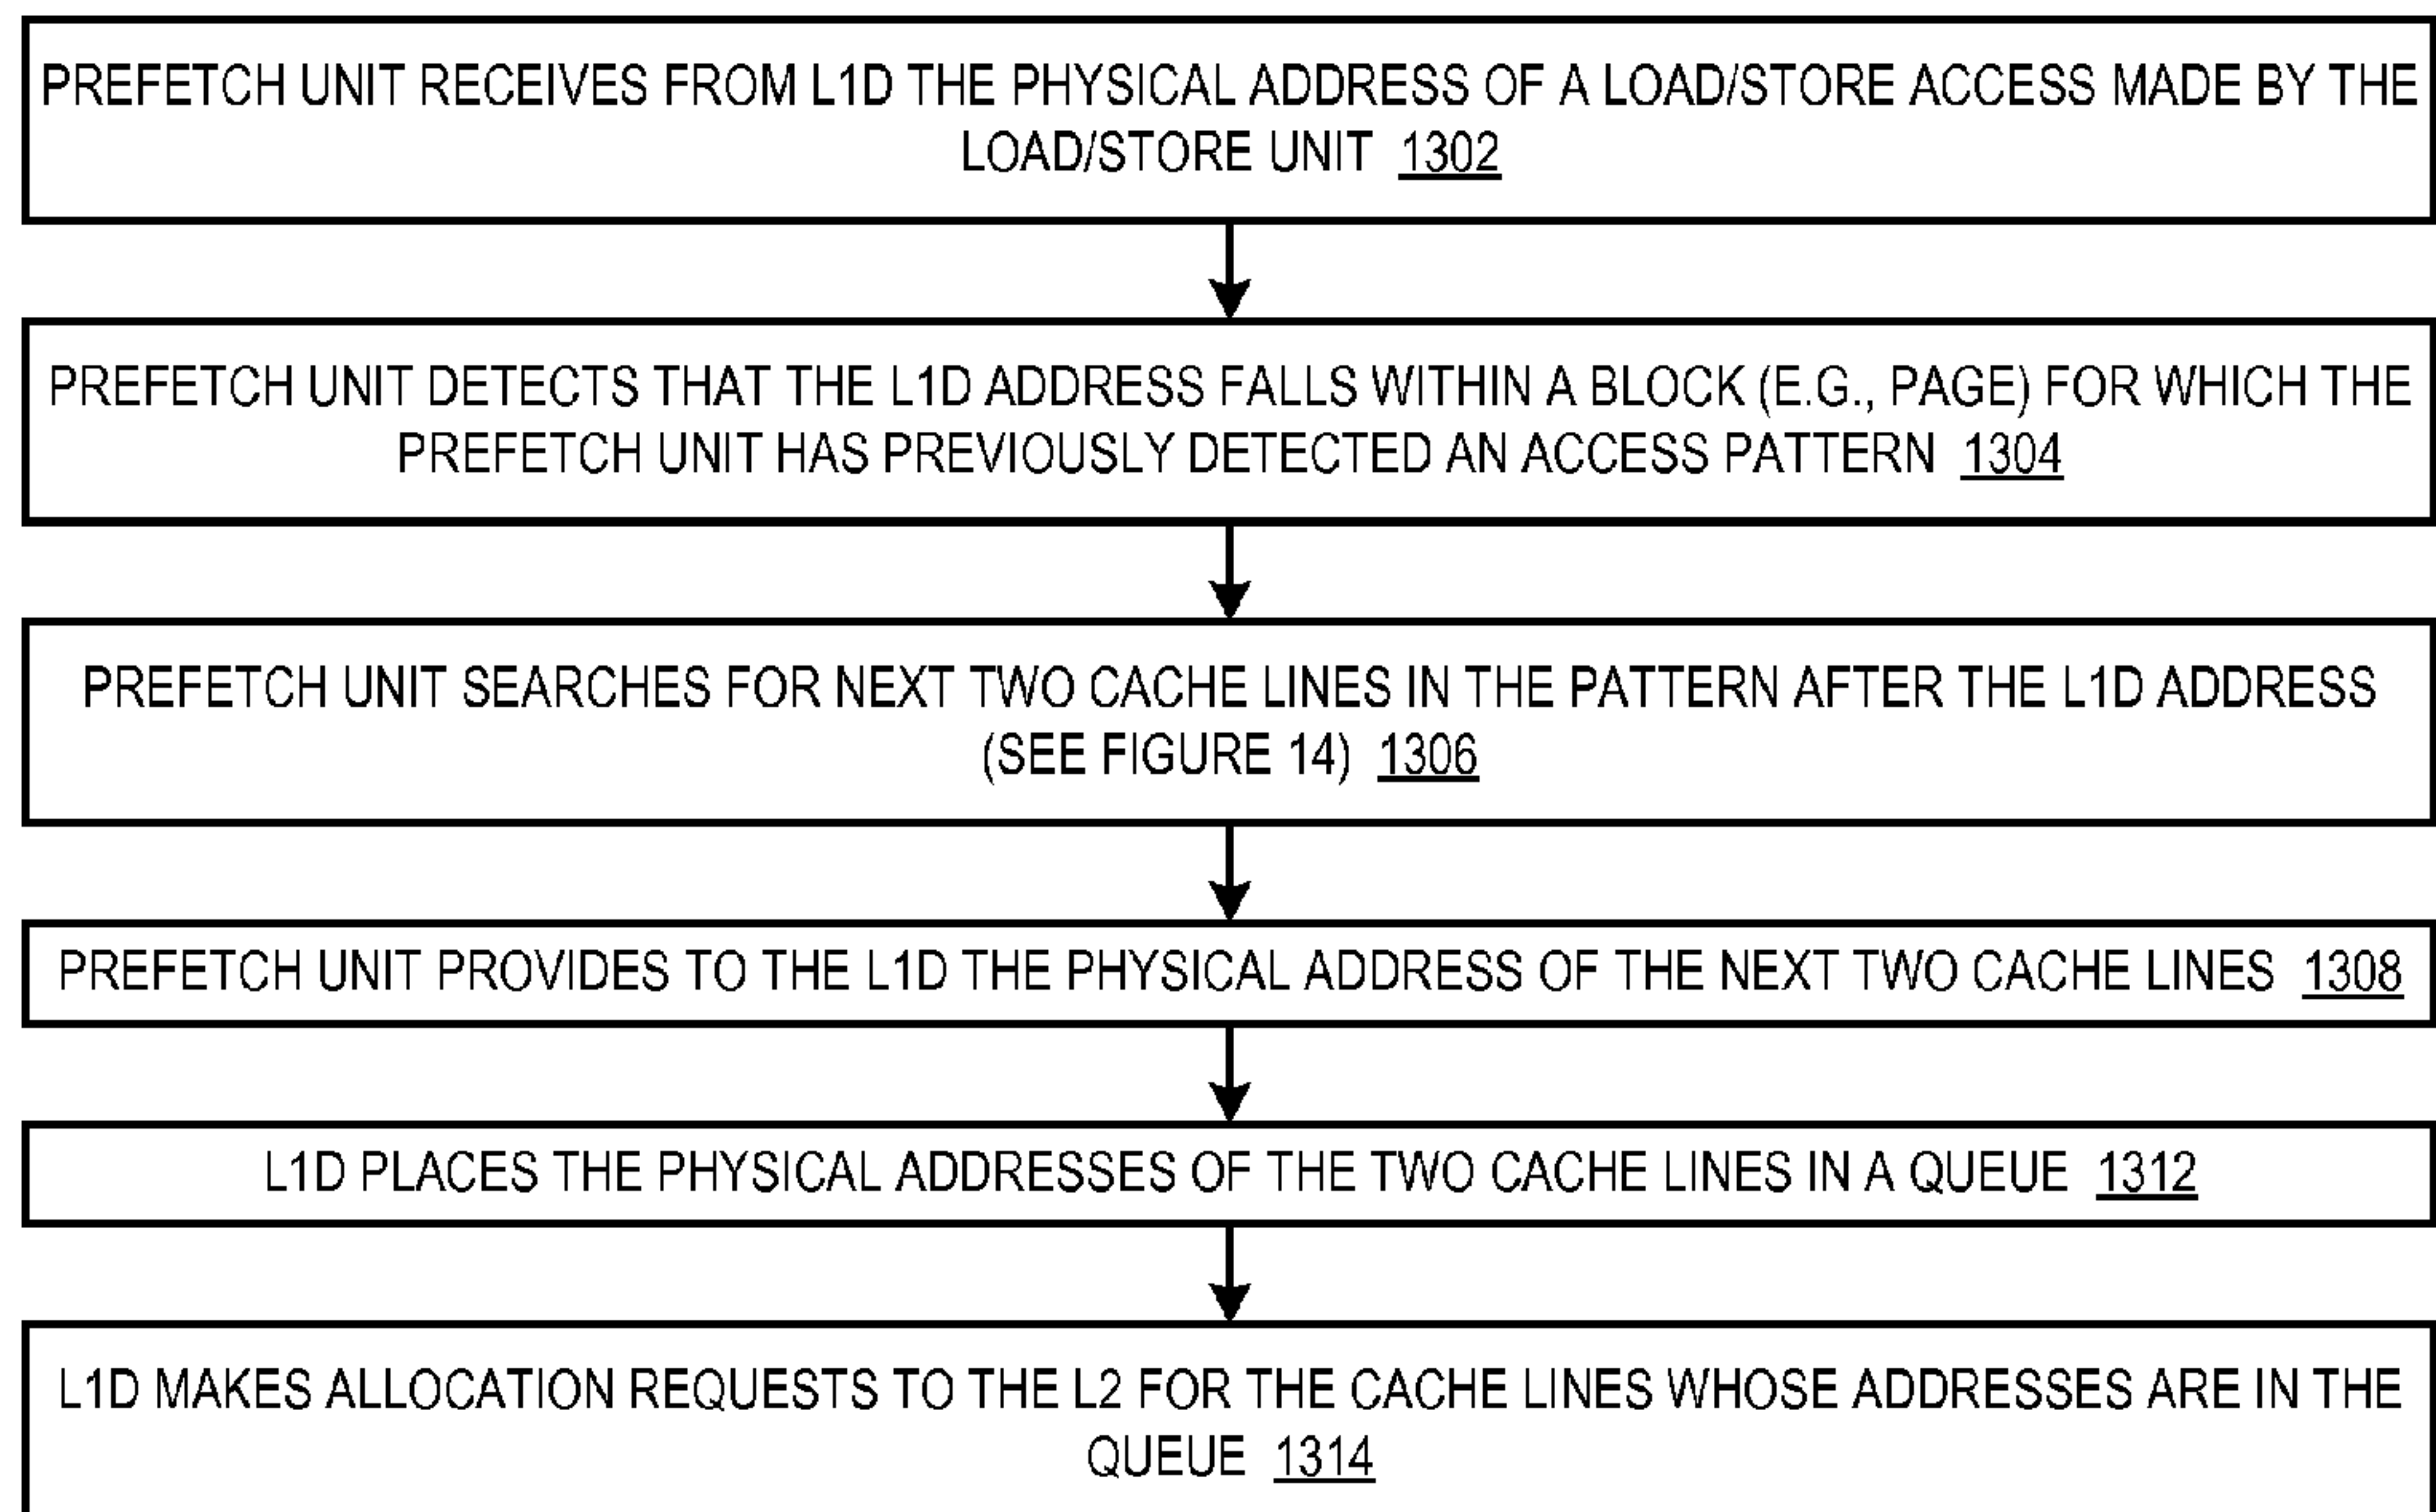 PREFETCH UNIT RECEIVES FROM L1D THE PHYSICAL ADDRESS OF A LOAD/STORE ACCESS MADE BY THE
LOAD/STORE UNIT 1302
PREFETCH UNIT DETECTS THAT THE L1D ADDRESS FALLS WITHIN A BLOCK (E.G., PAGE) FOR WHICH THE
PREFETCH UNIT HAS PREVIOUSLY DETECTED AN ACCESS PATTERN 1304
PREFETCH UNIT SEARCHES FOR NEXT TWO CACHE LINES IN THE PATTERN AFTER THE L1D ADDRESS
(SEE FIGURE 14) 1306
PREFETCH UNIT PROVIDES TO THE L1D THE PHYSICAL ADDRESS OF THE NEXT TWO CACHE LINES 1308
L1D PLACES THE PHYSICAL ADDRESSES OF THE TWO CACHE LINES IN A QUEUE 1312
L1D MAKES ALLOCATION REQUESTS TO THE L2 FOR THE CACHE LINES WHOSE ADDRESSES ARE IN THE
QUEUE 1314